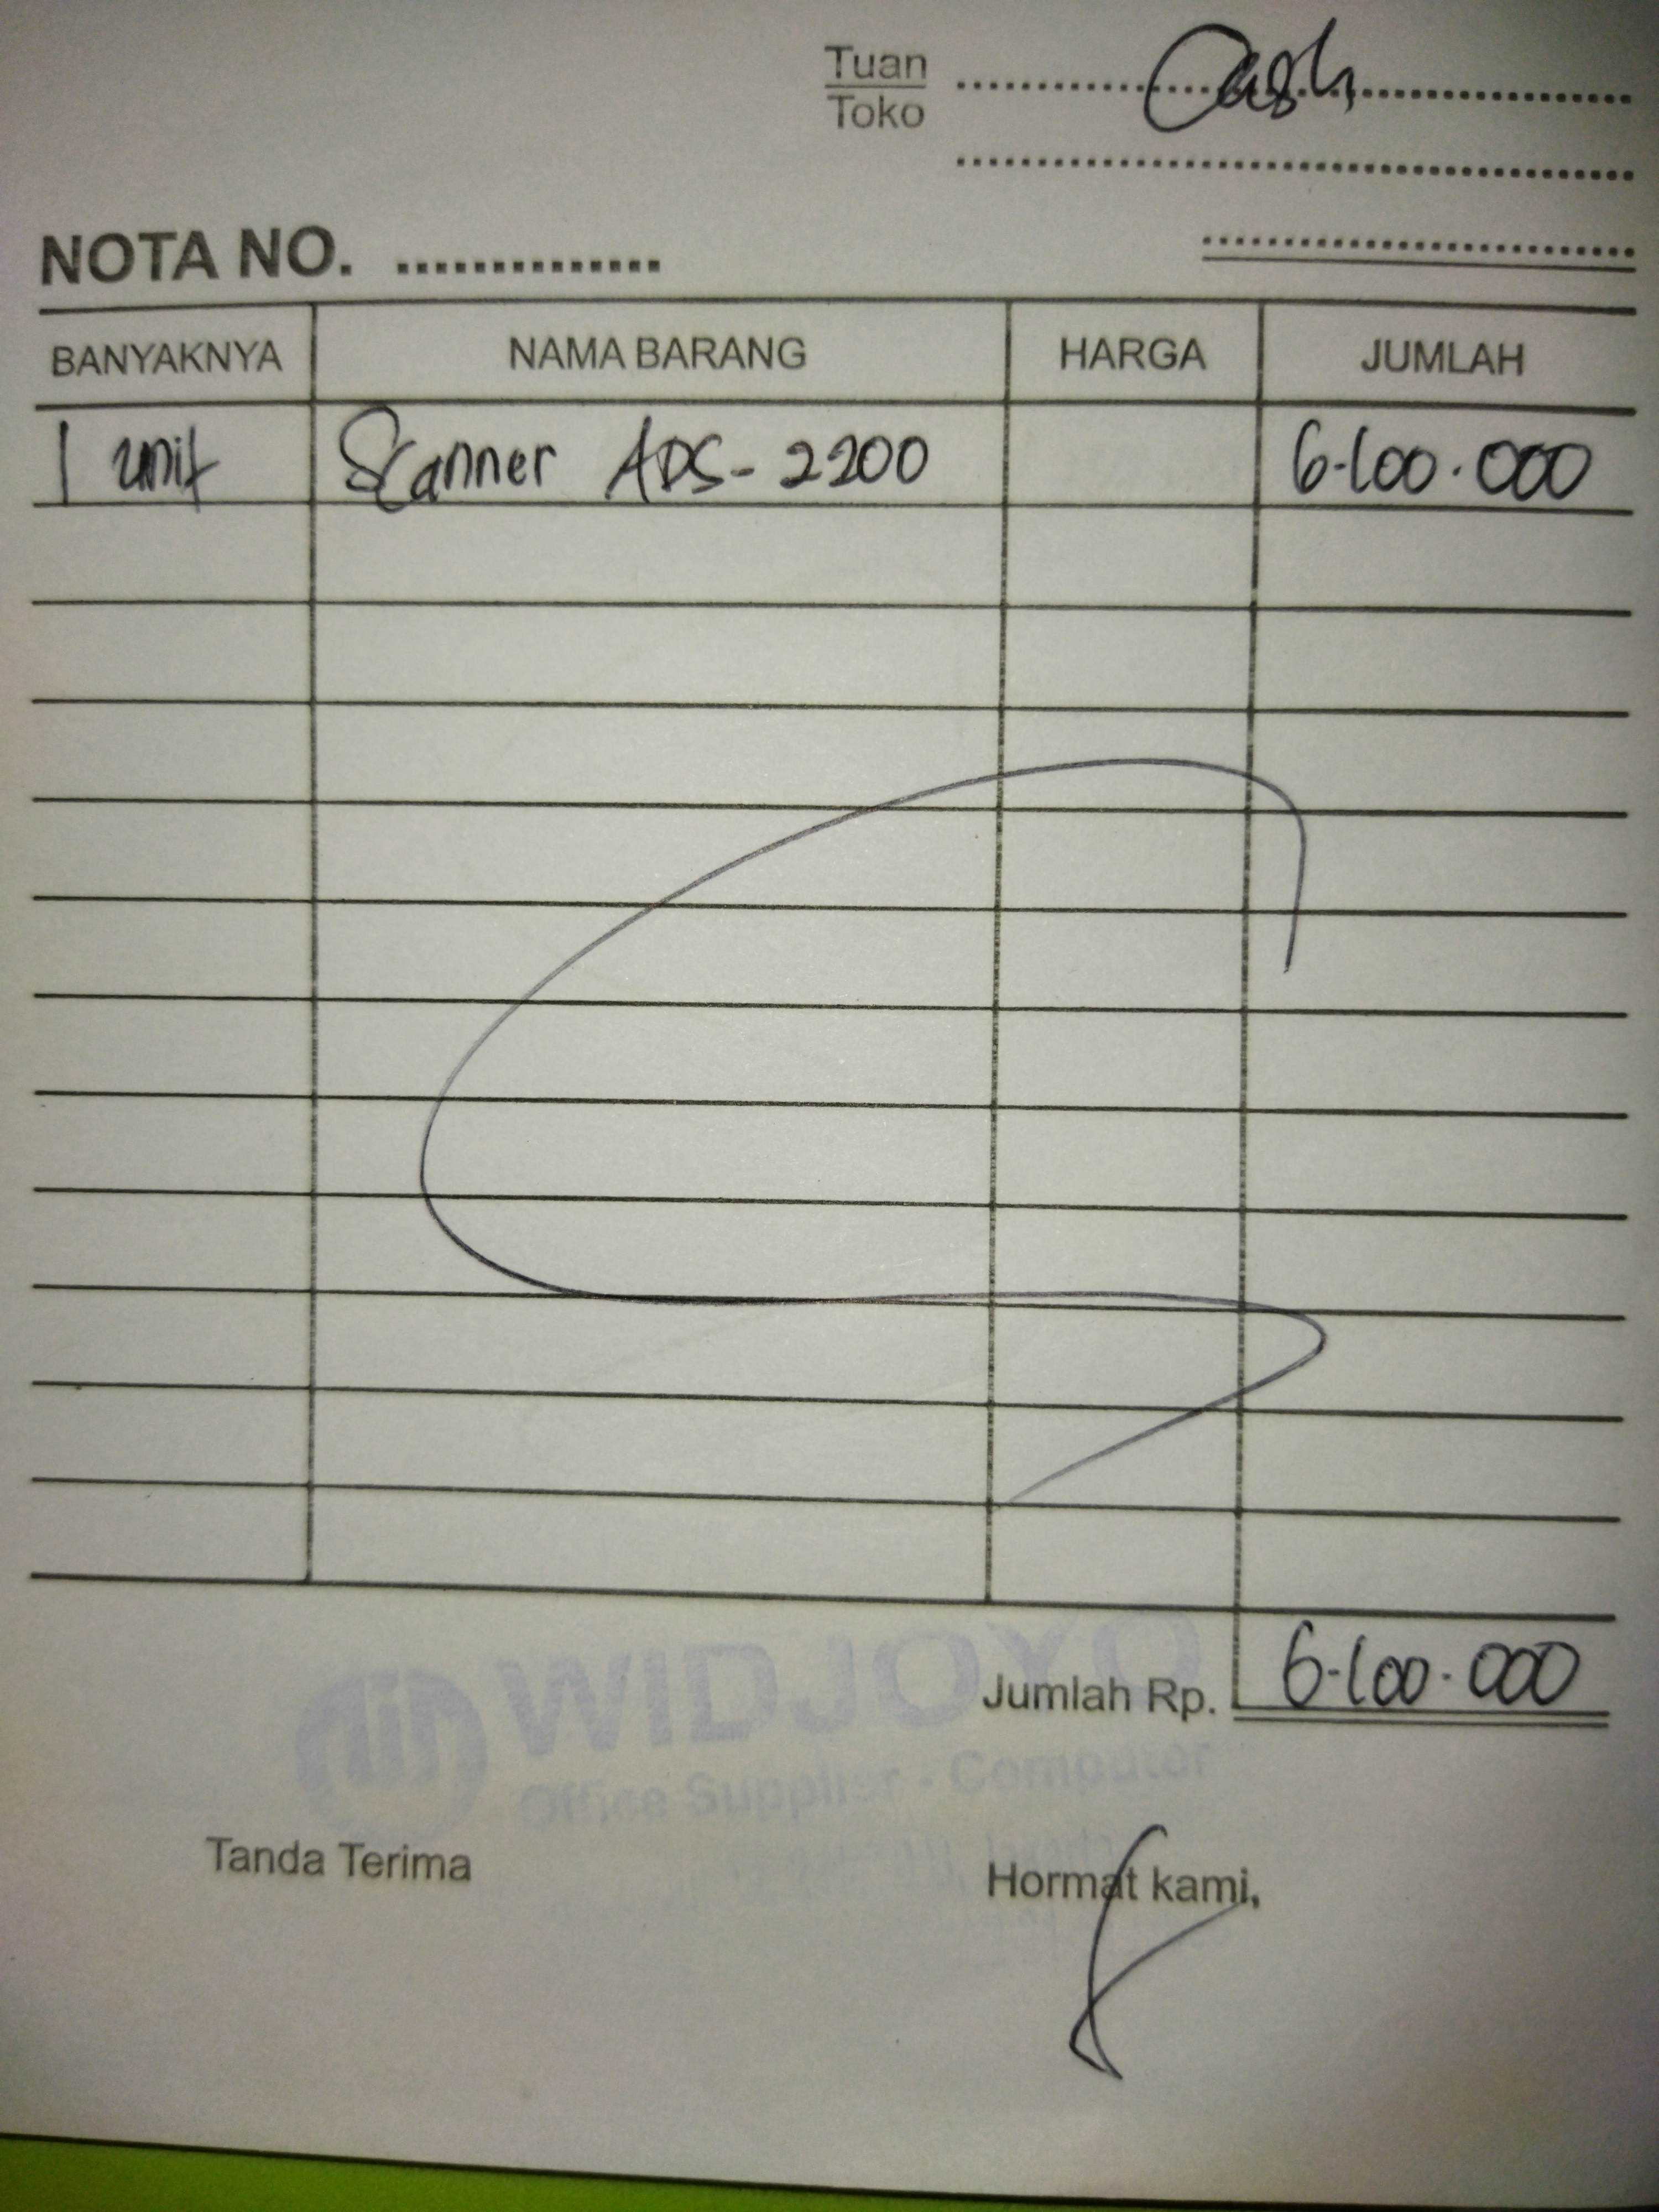 Tuan Cash
Toko
NOTA NO. ..............
BANYAKNYA NAMA BARANG HARGA JUMLAH
1 unit Scanner ADS-2200 6.100.000
Jumlah Rp. 6.100.000
WIDJOYO
Office Supplier - Computer
Tanda Terima Hormat kami,